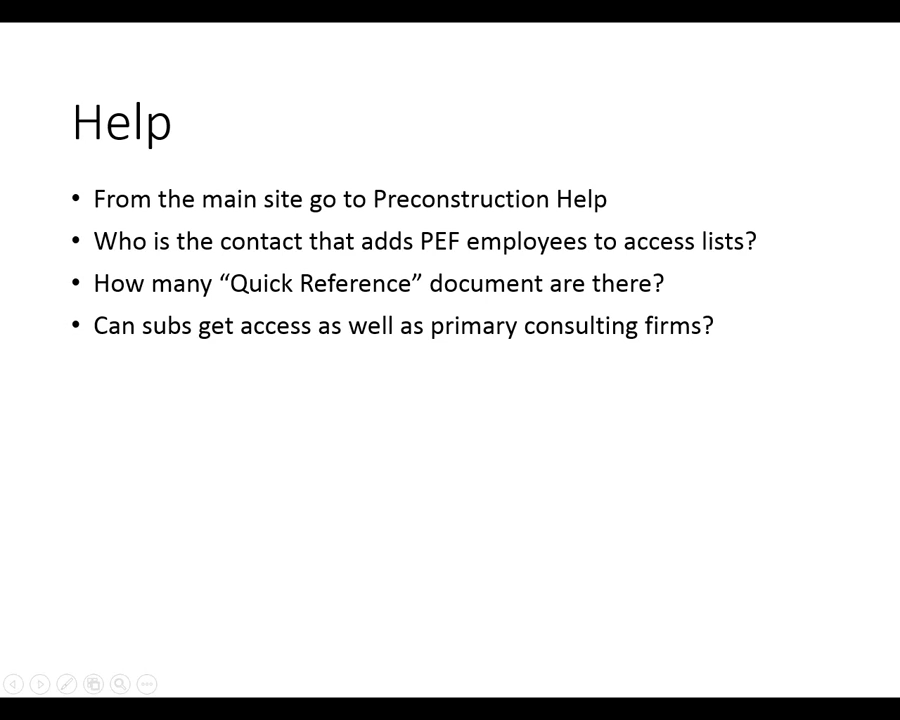 Help
• From the main site go to Preconstruction Help
• Who is the contact that adds PEF employees to access lists?
• How many “Quick Reference” document are there?
• Can subs get access as well as primary consulting firms?